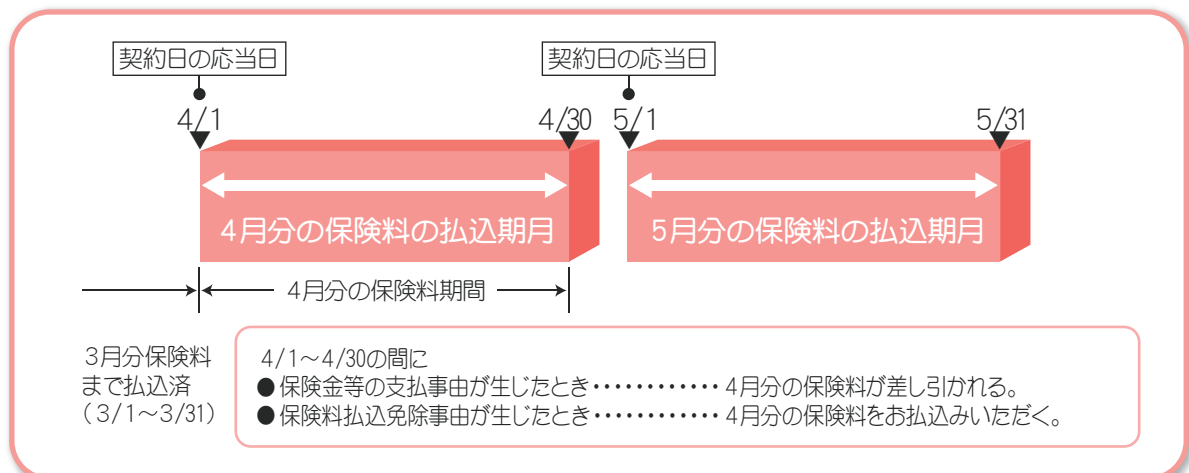 契約日の応当日 契約日の応当日
4/1 4/30 5/1 5/31
4月分の保険料の払込期月 5月分の保険料の払込期月
4月分の保険料期間
3月分保険料
まで払込済
(3/1~3/31)
4/1~4/30の間に
●保険金等の支払事由が生じたとき・・・・・・・・・・・・4月分の保険料が差し引かれる。
●保険料払込免除事由が生じたとき・・・・・・・・・・・・4月分の保険料をお払込みいただく。